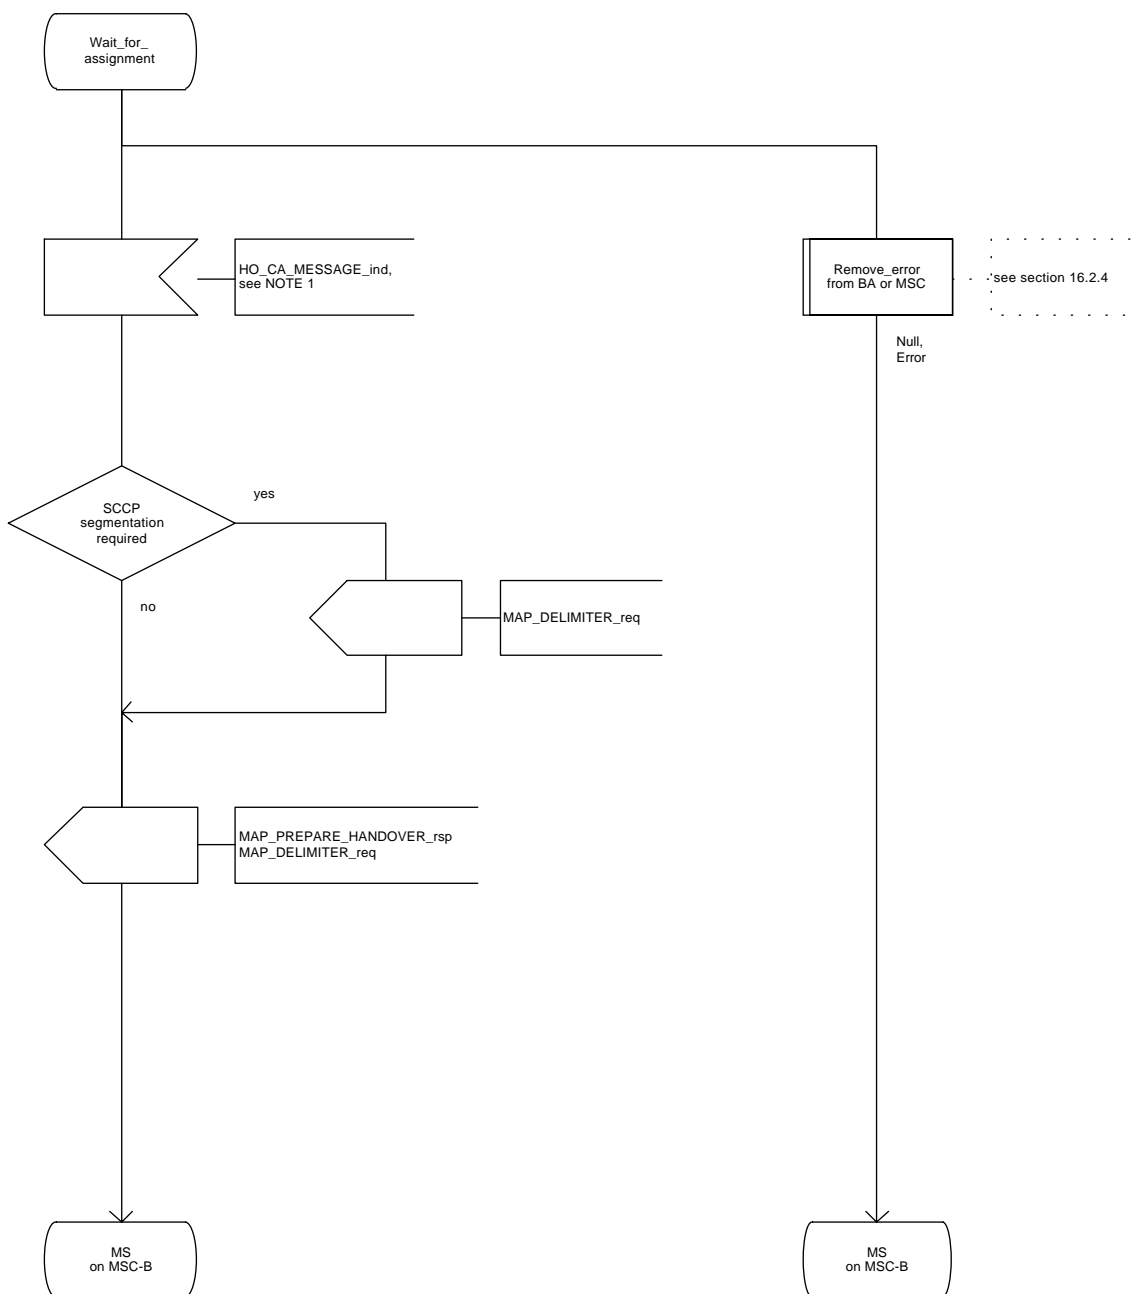 Wait_for_
assignment
HO_CA_MESSAGE_ind,
see NOTE 1
Remove_error
from BA or MSC
see section 16.2.4
Null,
Error
SCCP
segmentation
required
yes
no
MAP_DELIMITER_req
MAP_PREPARE_HANDOVER_rsp
MAP_DELIMITER_req
MS
on MSC-B
MS
on MSC-B